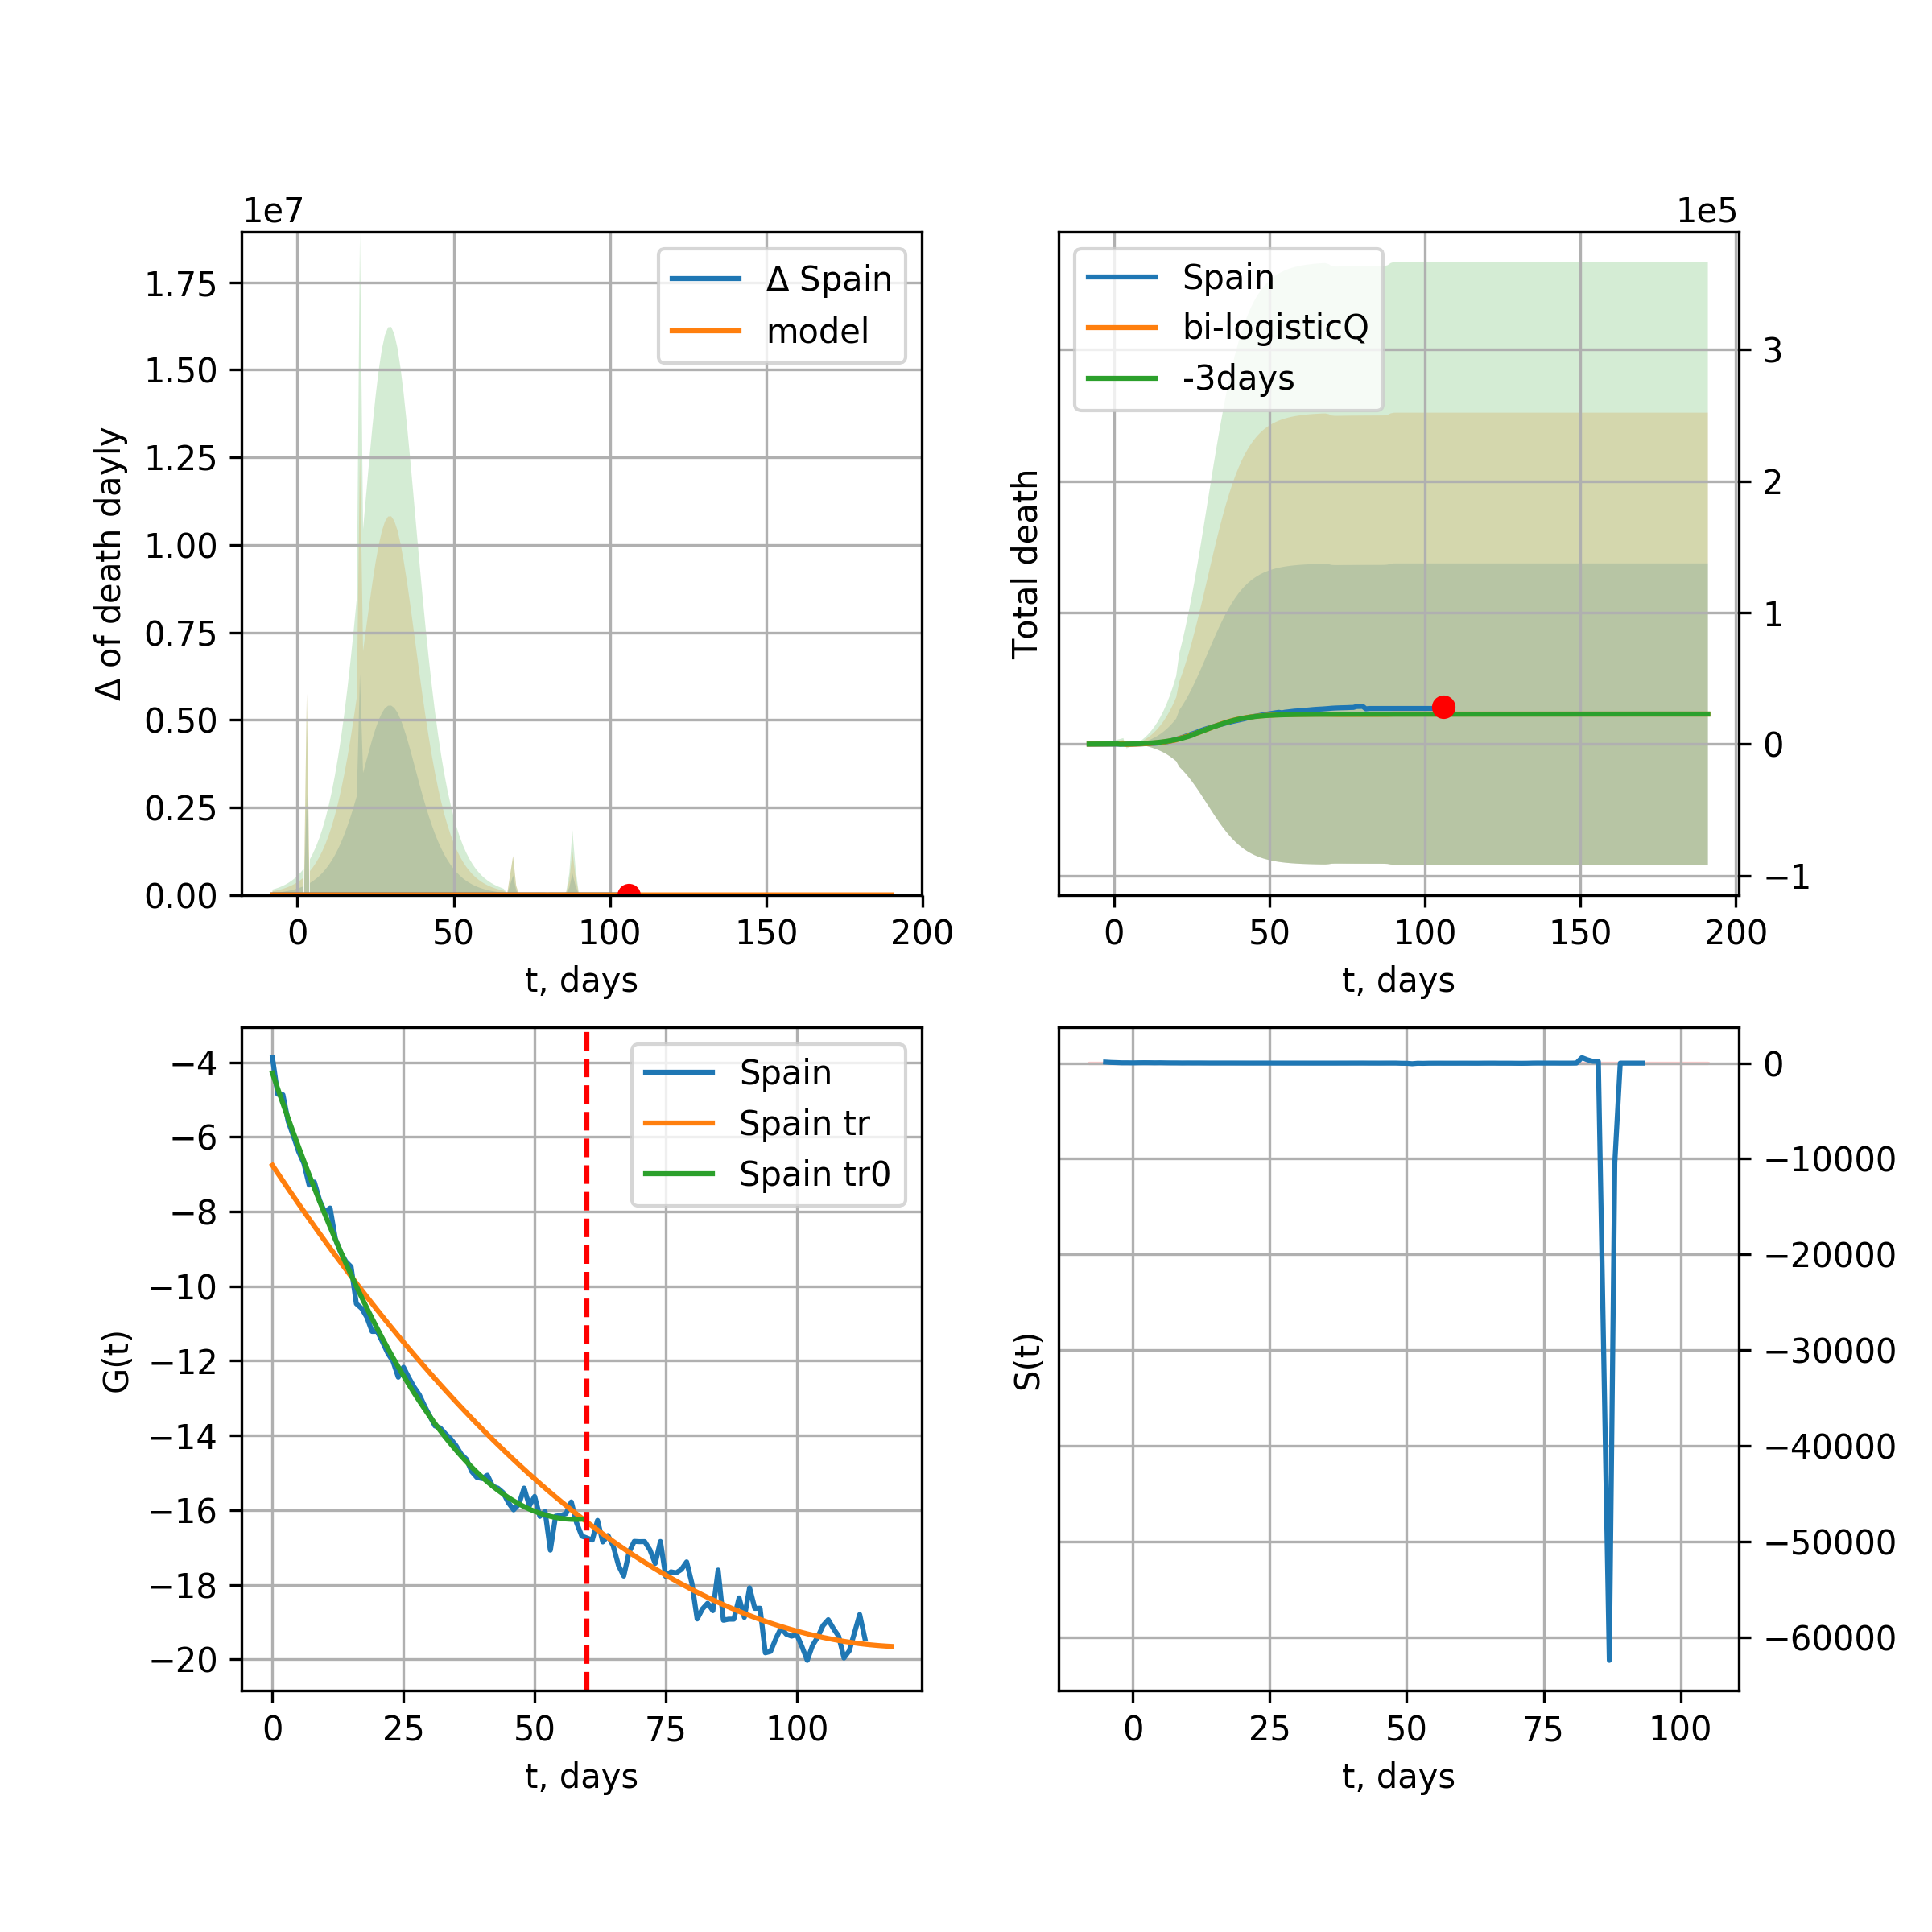 1e7
Δ of death dayly
1.75
1.50
1.25
1.00
0.75
0.50
0.25
0.00
0 50 100 150 200
t, days
Δ Spain
model
1e5
Total death
3
2
1
0
−1
0 50 100 150 200
t, days
Spain
bi-logisticQ
-3days
G(t)
−4
−6
−8
−10
−12
−14
−16
−18
−20
0 25 50 75 100
t, days
Spain
Spain tr
Spain tr0
S(t)
0
−10000
−20000
−30000
−40000
−50000
−60000
0 25 50 75 100
t, days